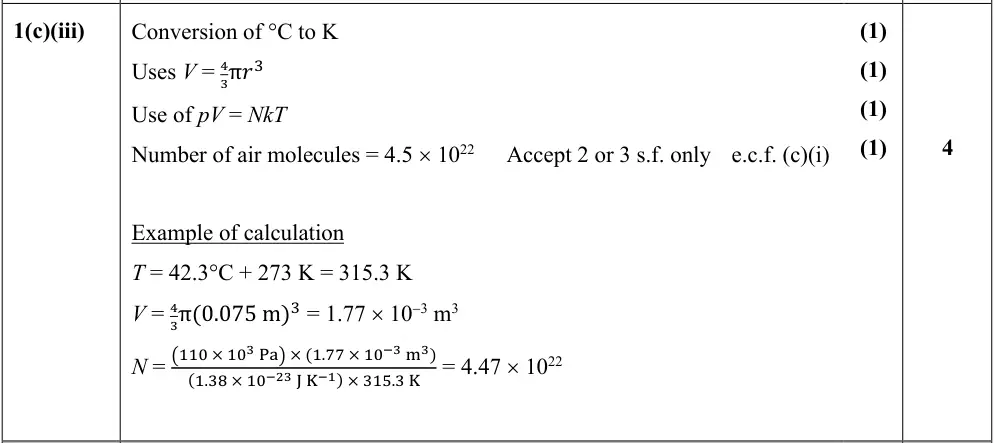 1(c)(iii) Conversion of °C to K (1)
Uses V = 4/3 πr³ (1)
Use of pV = NkT (1)
Number of air molecules = 4.5 × 10²² Accept 2 or 3 s.f. only e.c.f. (c)(i) (1) 4
Example of calculation
T = 42.3°C + 273 K = 315.3 K
V = 4/3 π(0.075 m)³ = 1.77 × 10⁻³ m³
N = (110 × 10³ Pa) × (1.77 × 10⁻³ m³) / (1.38 × 10⁻²³ J K⁻¹) × 315.3 K = 4.47 × 10²²